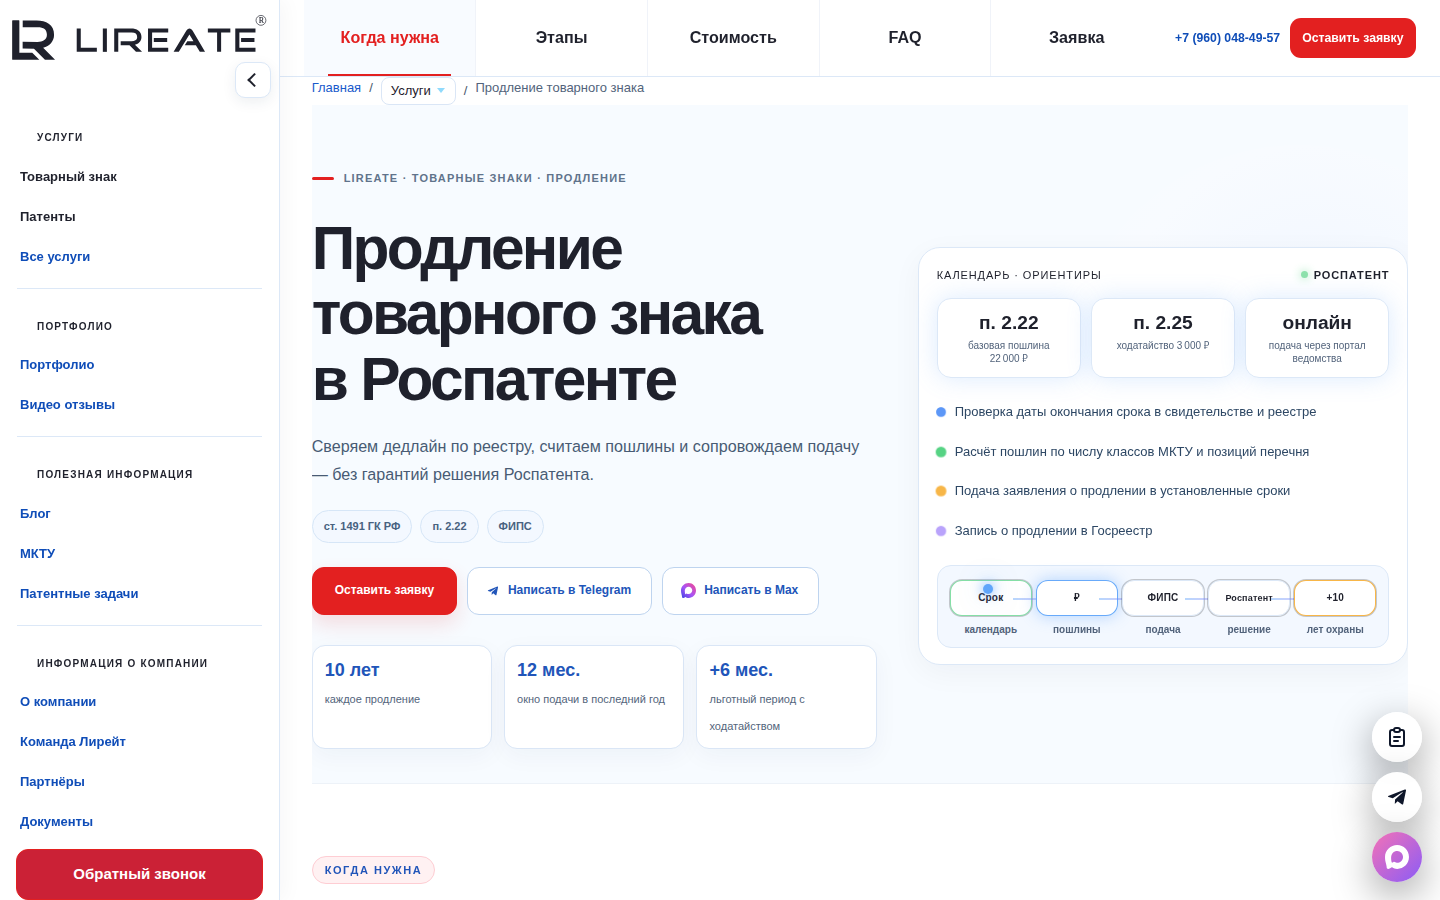 LIREATE®
УСЛУГИ
Товарный знак
Патенты
Все услуги
ПОРТФОЛИО
Портфолио
Видео отзывы
ПОЛЕЗНАЯ ИНФОРМАЦИЯ
Блог
МКТУ
Патентные задачи
ИНФОРМАЦИЯ О КОМПАНИИ
О компании
Команда Лирейт
Партнёры
Документы
Обратный звонок
Когда нужна
Этапы
Стоимость
FAQ
Заявка
+7 (960) 048-49-57
Оставить заявку
Главная / Услуги / Продление товарного знака
LIREATE · ТОВАРНЫЕ ЗНАКИ · ПРОДЛЕНИЕ
Продление
товарного знака
в Роспатенте
Сверяем дедлайн по реестру, считаем пошлины и сопровождаем подачу
— без гарантий решения Роспатента.
ст. 1491 ГК РФ
п. 2.22
ФИПС
Оставить заявку
Написать в Telegram
Написать в Max
10 лет
каждое продление
12 мес.
окно подачи в последний год
+6 мес.
льготный период с
ходатайством
КАЛЕНДАРЬ · ОРИЕНТИРЫ
РОСПАТЕНТ
п. 2.22
базовая пошлина
22 000 ₽
п. 2.25
ходатайство 3 000 ₽
онлайн
подача через портал
ведомства
Проверка даты окончания срока в свидетельстве и реестре
Расчёт пошлин по числу классов МКТУ и позиций перечня
Подача заявления о продлении в установленные сроки
Запись о продлении в Госреестр
Срок
календарь
₽
пошлины
ФИПС
подача
Роспатент
решение
+10
лет охраны
КОГДА НУЖНА